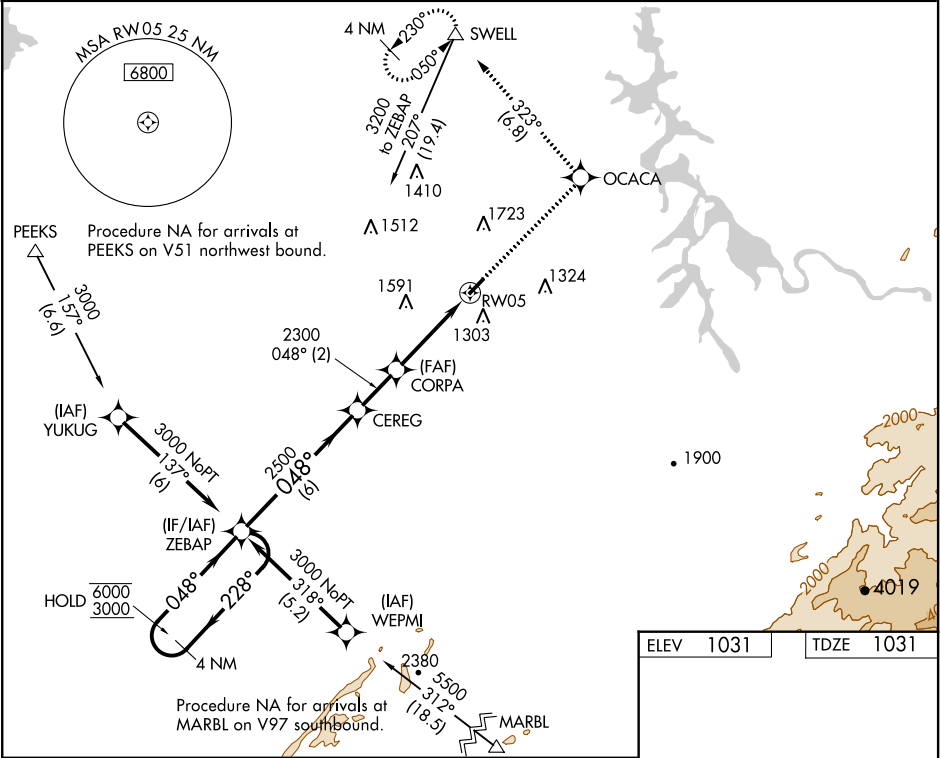 MSA RW05 25 NM
6800
4 NM
230°
050°
SWELL
3200
to ZEBAP
207°
(19.4)
323°
(6.8)
OCACA
1410
1512
1723
Procedure NA for arrivals at
PEEKS on V51 northwest bound.
PEEKS
3000
157°
(6.6)
1591
1324
RW05
1303
2300
048° (2)
(FAF)
CORPA
CEREG
(IAF)
YUKUG
3000 NoPT
137°
(6)
2500
048°
(6)
2000
1900
(IF/IAF)
ZEBAP
3000 NoPT
318°
(5.2)
(IAF)
WEPMI
HOLD
6000
3000
048°
228°
4 NM
2000
4019
2380
5500
312°
(18.5)
MARBL
Procedure NA for arrivals at
MARBL on V97 southbound.
ELEV 1031
TDZE 1031